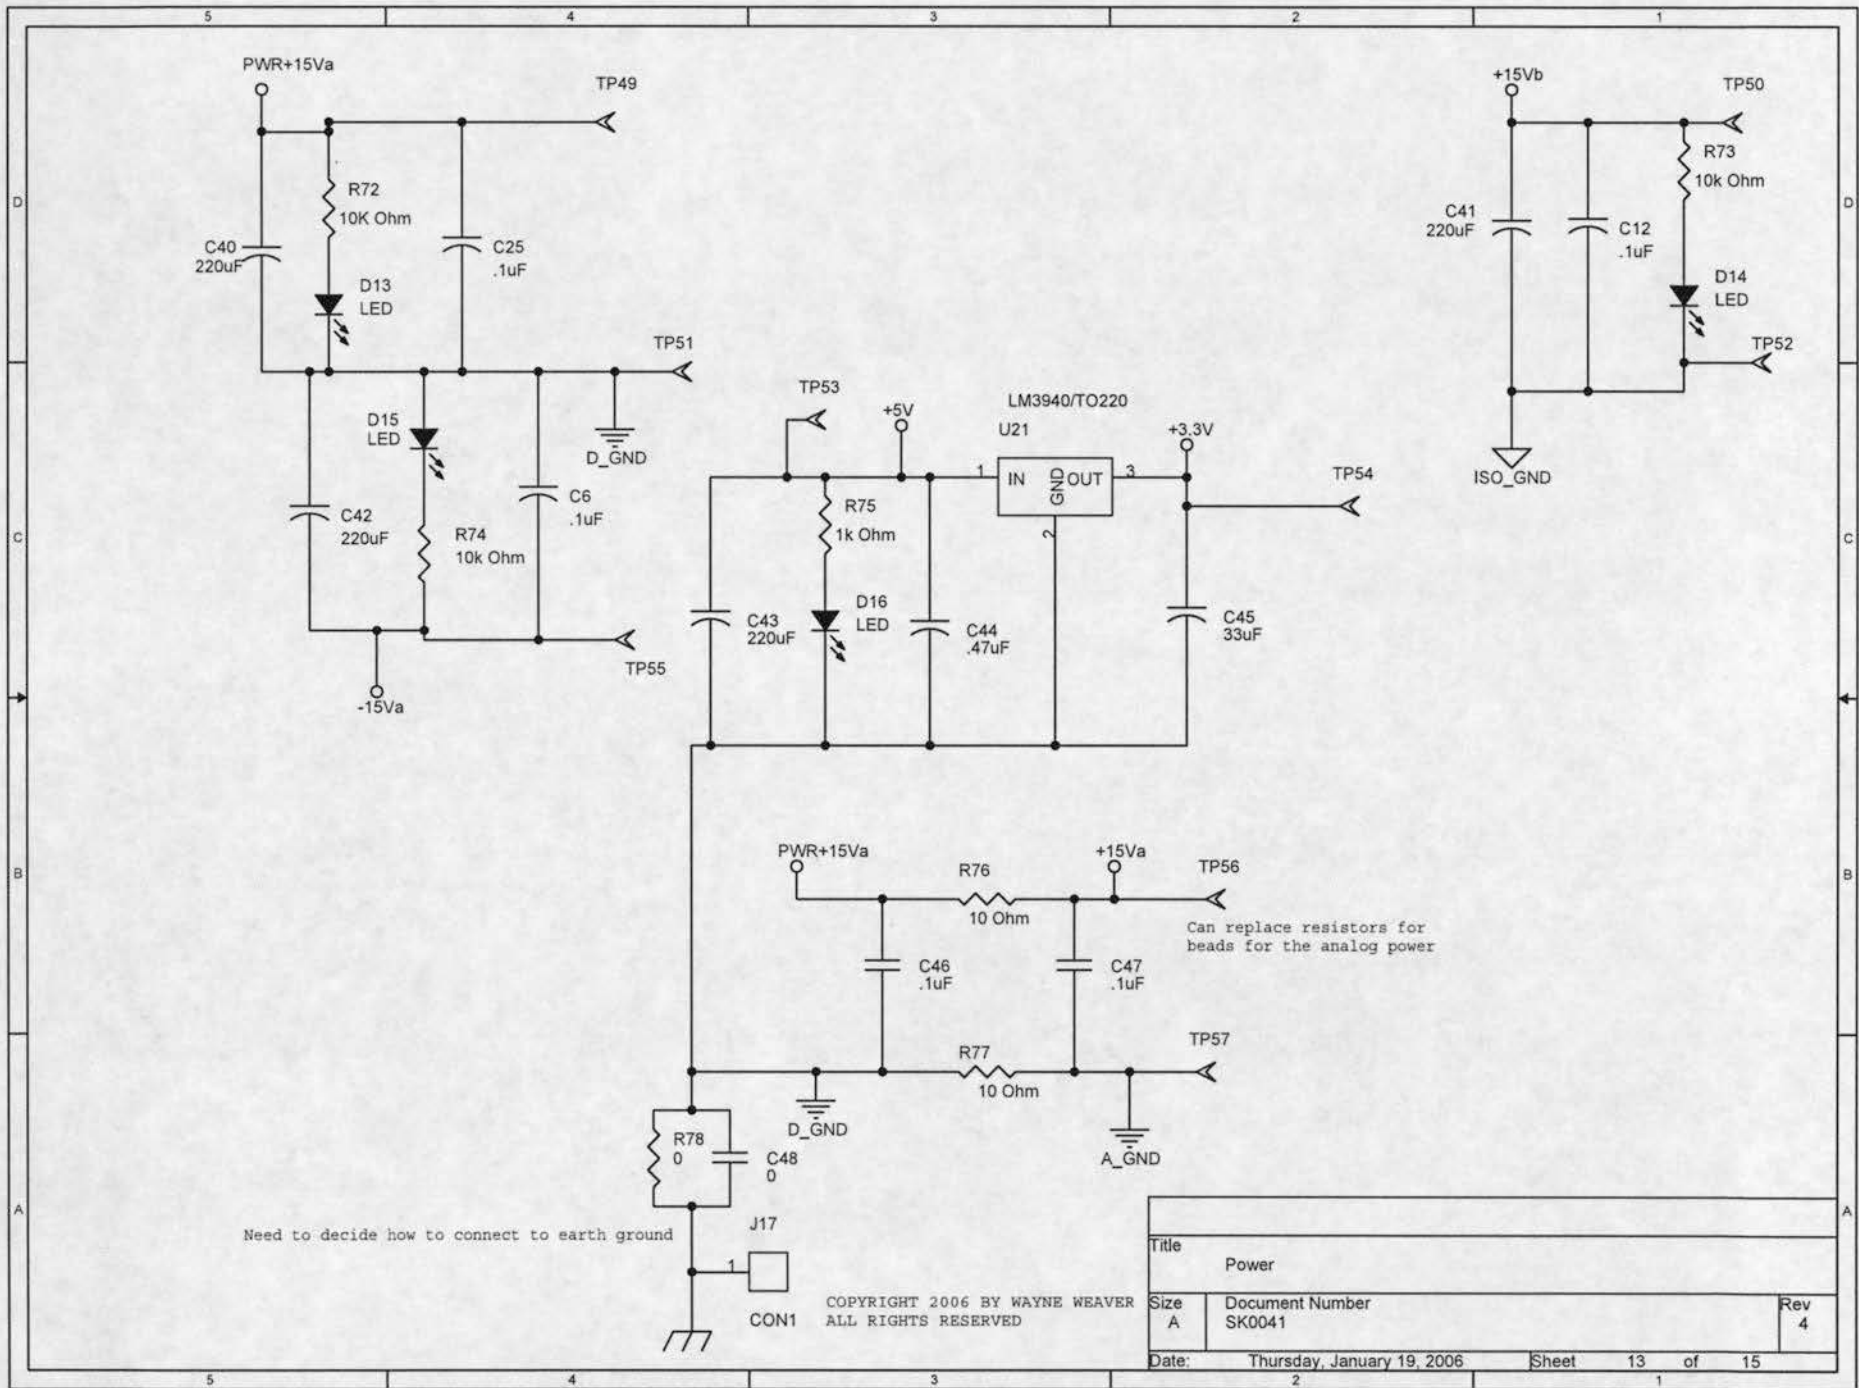 5 4 3 2 1
D D
C C
B B
A A
PWR+15Va
TP49
R72
10K Ohm
C40
220uF
C25
.1uF
D13
LED
TP51
D15
LED
D_GND
C42
220uF
C6
.1uF
R74
10k Ohm
TP55
-15Va
+15Vb
TP50
R73
10k Ohm
C41
220uF
C12
.1uF
D14
LED
TP52
ISO_GND
TP53
+5V
LM3940/TO220
U21
+3.3V
1 IN GND OUT 3
2
TP54
R75
1k Ohm
C43
220uF
D16
LED
C44
.47uF
C45
33uF
PWR+15Va
+15Va
TP56
R76
10 Ohm
Can replace resistors for
beads for the analog power
C46
.1uF
C47
.1uF
TP57
R77
10 Ohm
D_GND
A_GND
R78
0
C48
0
Need to decide how to connect to earth ground
J17
1
CON1
COPYRIGHT 2006 BY WAYNE WEAVER
ALL RIGHTS RESERVED
Title
Power
Size
A
Document Number
SK0041
Rev
4
Date: Thursday, January 19, 2006 Sheet 13 of 15
5 4 3 2 1